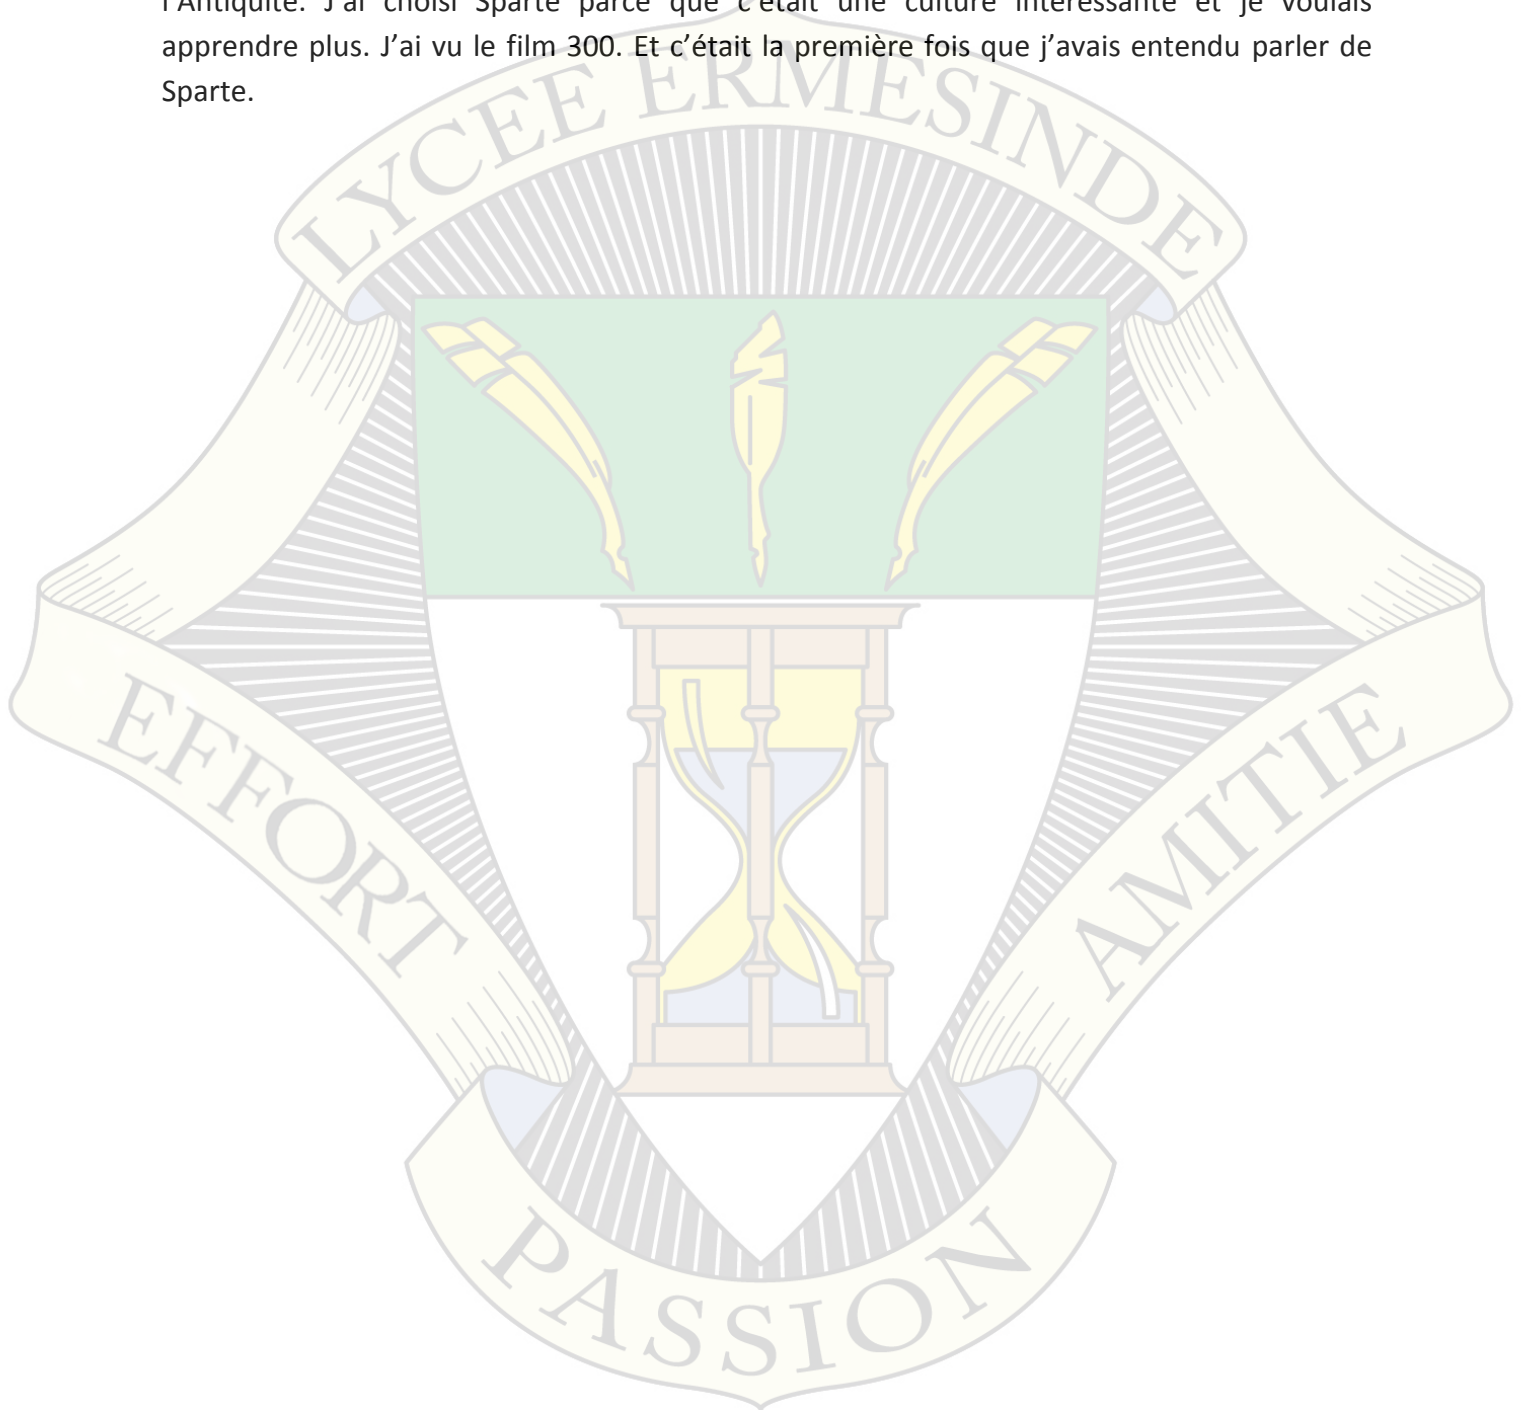 l'Antiquité. J'ai choisi Sparte parce que c'était une culture intéressante et je voulais
apprendre plus. J'ai vu le film 300. Et c'était la première fois que j'avais entendu parler de
Sparte.
LYCEE ERMESINDE
EFFORT
AMITIE
PASSION